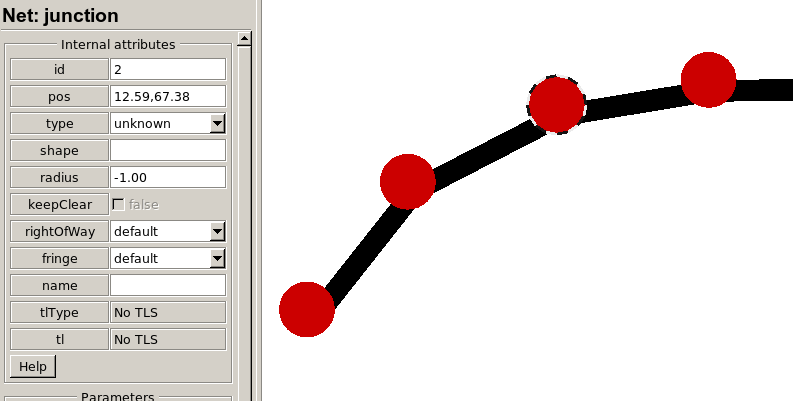 Net: junction
Internal attributes
id 2
pos 12.59,67.38
type unknown
shape
radius -1.00
keepClear false
rightOfWay default
fringe default
name
tlType No TLS
tl No TLS
Help
Parameters